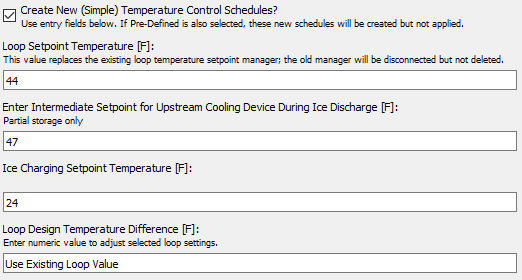 Create New (Simple) Temperature Control Schedules?
Use entry fields below. If Pre-Defined is also selected, these new schedules will be created but not applied.
Loop Setpoint Temperature [F]:
This value replaces the existing loop temperature setpoint manager; the old manager will be disconnected but not deleted.
44
Enter Intermediate Setpoint for Upstream Cooling Device During Ice Discharge [F]:
Partial storage only
47
Ice Charging Setpoint Temperature [F]:
24
Loop Design Temperature Difference [F]:
Enter numeric value to adjust selected loop settings.
Use Existing Loop Value